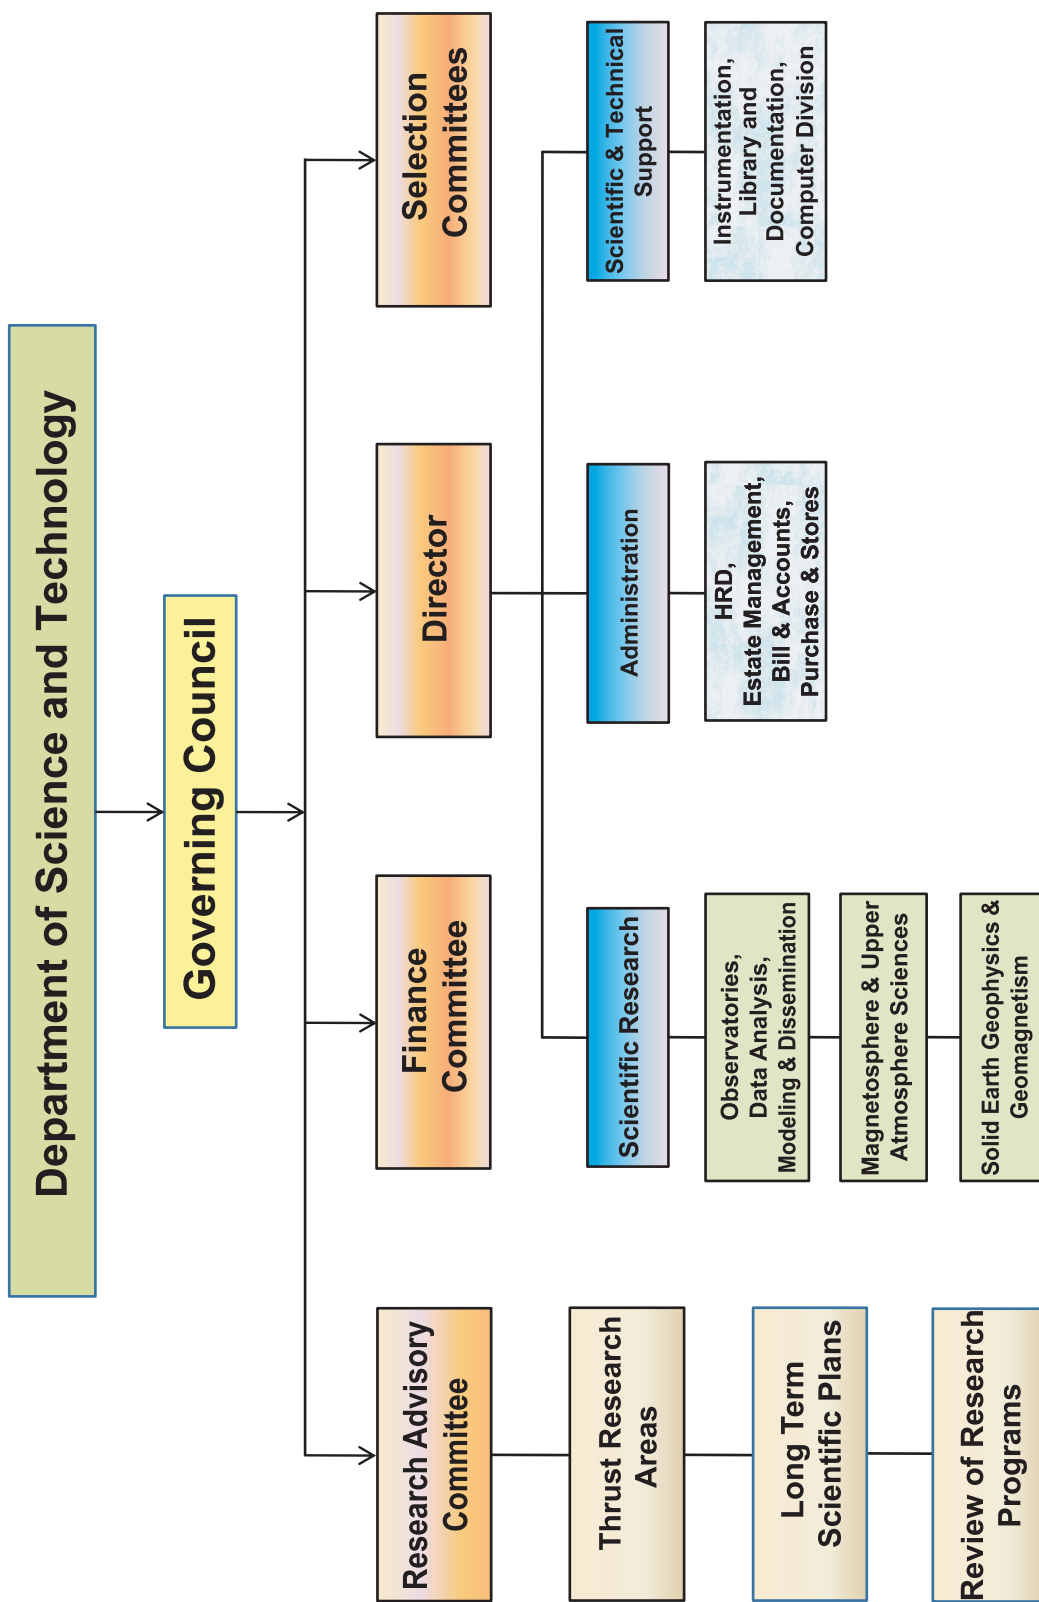 Department of Science and Technology
Governing Council
Research Advisory
Committee
Finance
Committee
Director
Selection
Committees
Thrust Research
Areas
Long Term
Scientific Plans
Review of Research
Programs
Scientific Research
Observatories,
Data Analysis,
Modeling & Dissemination
Magnetosphere & Upper
Atmosphere Sciences
Solid Earth Geophysics &
Geomagnetism
Administration
HRD,
Estate Management,
Bill & Accounts,
Purchase & Stores
Scientific & Technical
Support
Instrumentation,
Library and
Documentation,
Computer Division